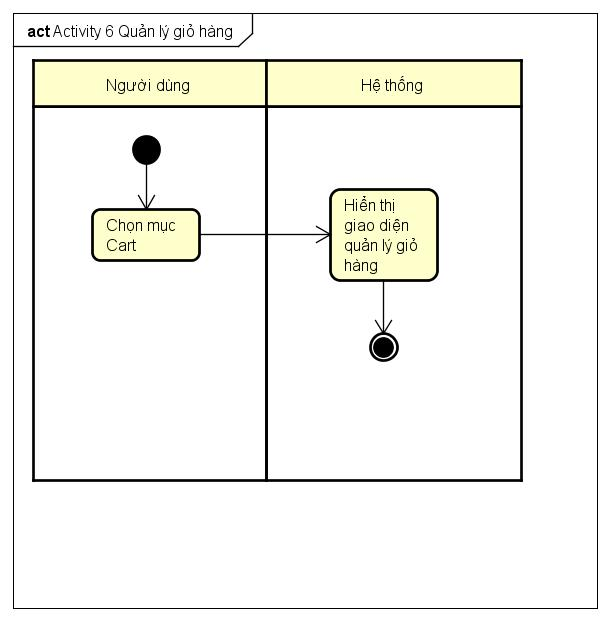 act Activity 6 Quản lý giỏ hàng
Người dùng
Hệ thống
Chọn mục
Cart
Hiển thị
giao diện
quản lý giỏ
hàng